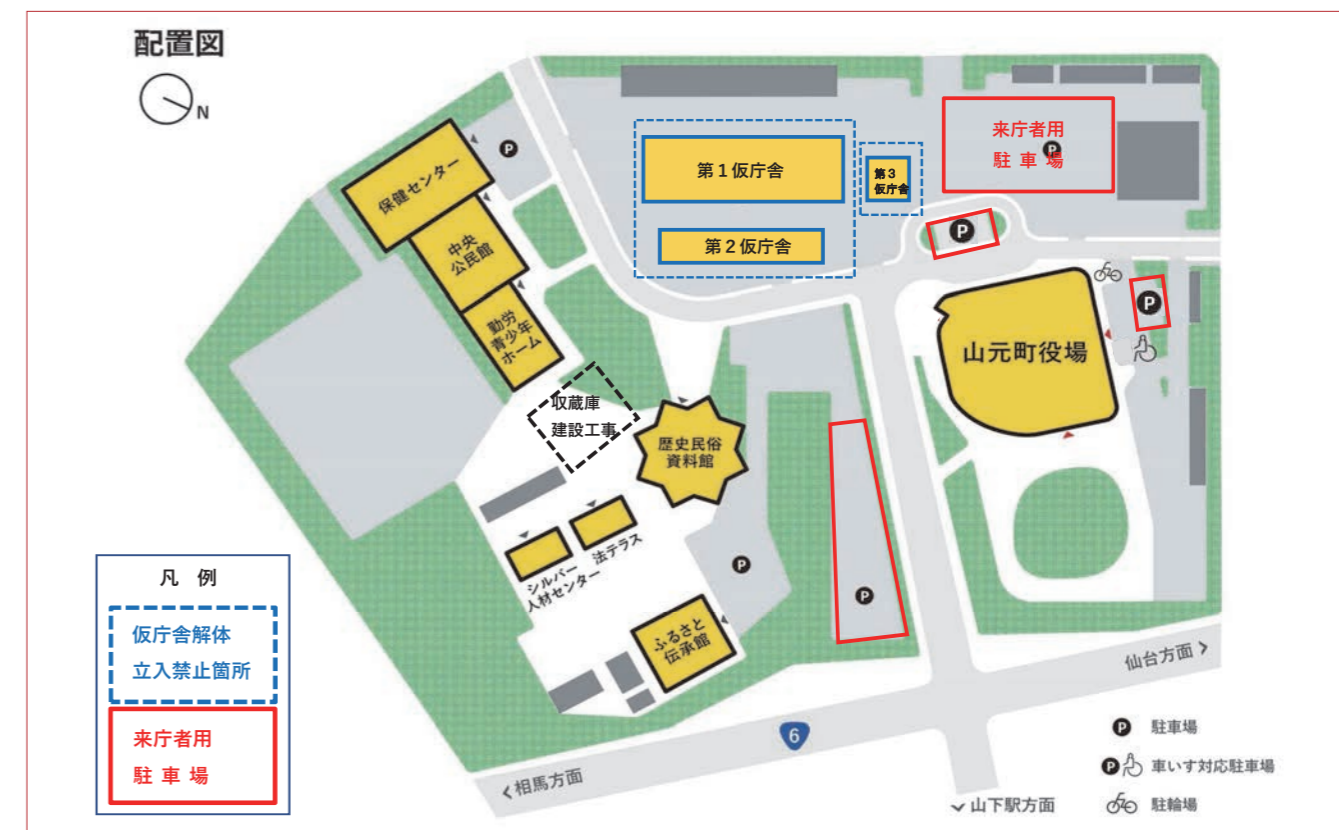 配置図
N
保健センター
中央
公民館
勤労
青少年
ホーム
P
第１仮庁舎
第２仮庁舎
第３
仮庁舎
来庁者用
駐 車 場
P
P
P
山元町役場
収蔵庫
建設工事
歴史民俗
資料館
法テラス
シルバー
人材センター
ふるさと
伝承館
P
P
仙台方面 >
6
<相馬方面
山下駅方面
凡 例
仮庁舎解体
立入禁止箇所
来庁者用
駐 車 場
P 駐車場
P 車いす対応駐車場
駐輪場